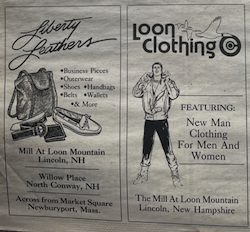 Liberty
Leathers
•Business Pieces
•Outerwear
•Shoes •Handbags
•Belts •Wallets
•& More
Mill At Loon Mountain
Lincoln, NH
Willow Place
North Conway, NH
Across from Market Square
Newburyport, Mass.
Loon
Clothing Co
FEATURING:
New Man
Clothing
For Men And
Women
The Mill At Loon Mountain
Lincoln, New Hampshire